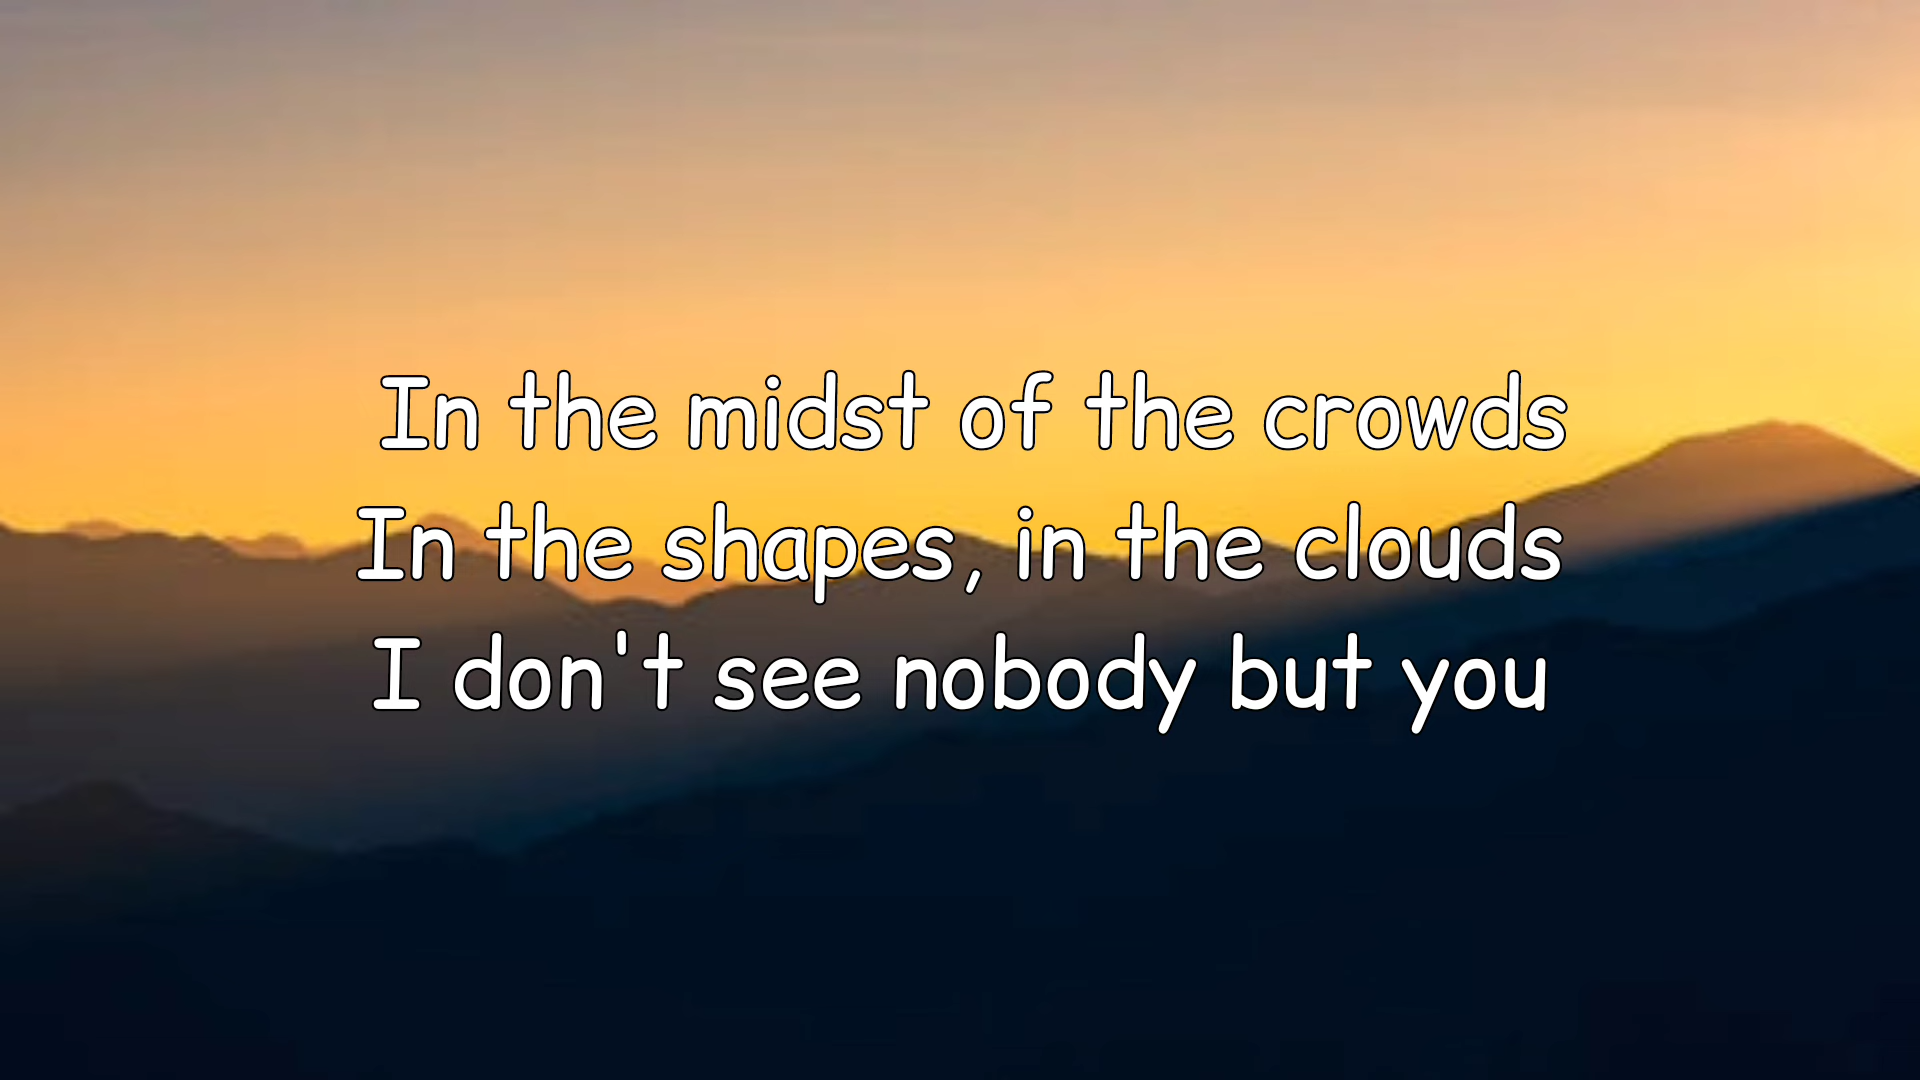 In the midst of the crowds
In the shapes, in the clouds
I don't see nobody but you